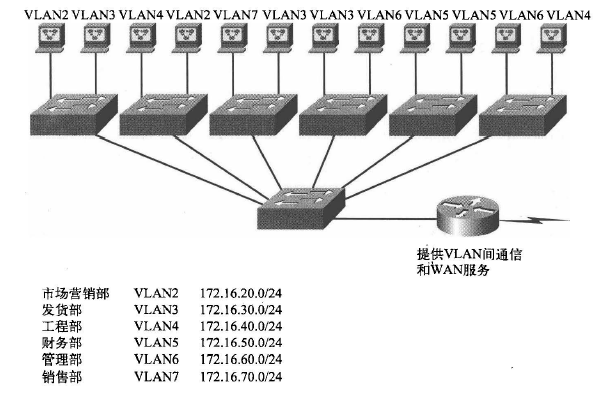 VLAN2 VLAN3 VLAN4 VLAN2 VLAN7 VLAN3 VLAN3 VLAN6 VLAN5 VLAN5 VLAN6 VLAN4
提供VLAN间通信
和WAN服务
市场营销部 VLAN2 172.16.20.0/24
发货部 VLAN3 172.16.30.0/24
工程部 VLAN4 172.16.40.0/24
财务部 VLAN5 172.16.50.0/24
管理部 VLAN6 172.16.60.0/24
销售部 VLAN7 172.16.70.0/24